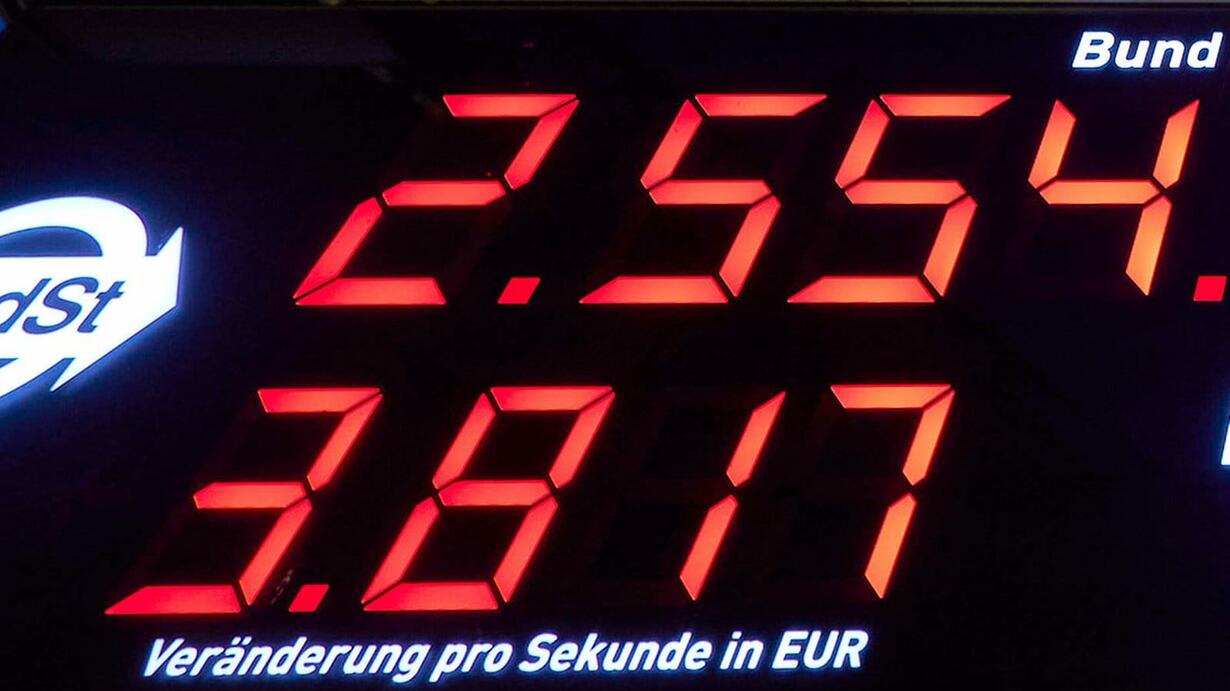 Bund
2.554.
dSt
3.817
Veränderung pro Sekunde in EUR